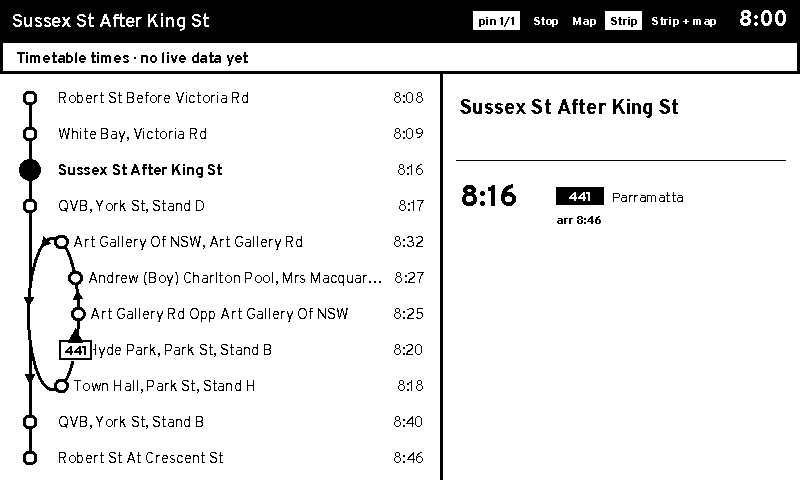 Sussex St After King St
pin 1/1 Stop Map Strip Strip + map 8:00
Timetable times · no live data yet
Robert St Before Victoria Rd 8:08
White Bay, Victoria Rd 8:09
Sussex St After King St 8:16
QVB, York St, Stand D 8:17
Art Gallery Of NSW, Art Gallery Rd 8:32
Andrew (Boy) Charlton Pool, Mrs Macquar... 8:27
Art Gallery Rd Opp Art Gallery Of NSW 8:25
441 Hyde Park, Park St, Stand B 8:20
Town Hall, Park St, Stand H 8:18
QVB, York St, Stand B 8:40
Robert St At Crescent St 8:46
Sussex St After King St
8:16 441 Parramatta
arr 8:46